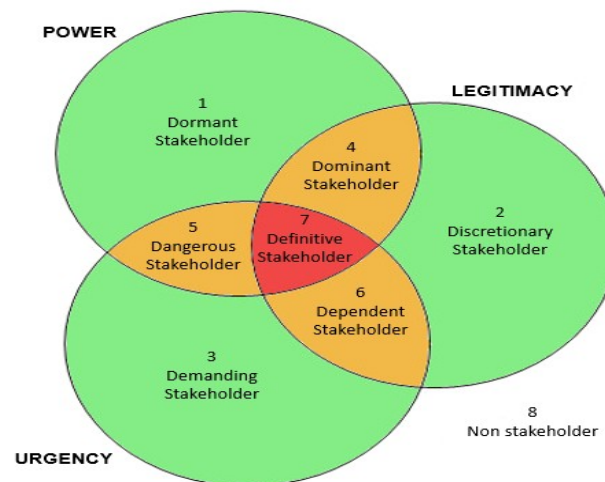 POWER
1
Dormant
Stakeholder
LEGITIMACY
4
Dominant
Stakeholder
2
Discretionary
Stakeholder
5
Dangerous
Stakeholder
7
Definitive
Stakeholder
6
Dependent
Stakeholder
3
Demanding
Stakeholder
8
Non stakeholder
URGENCY